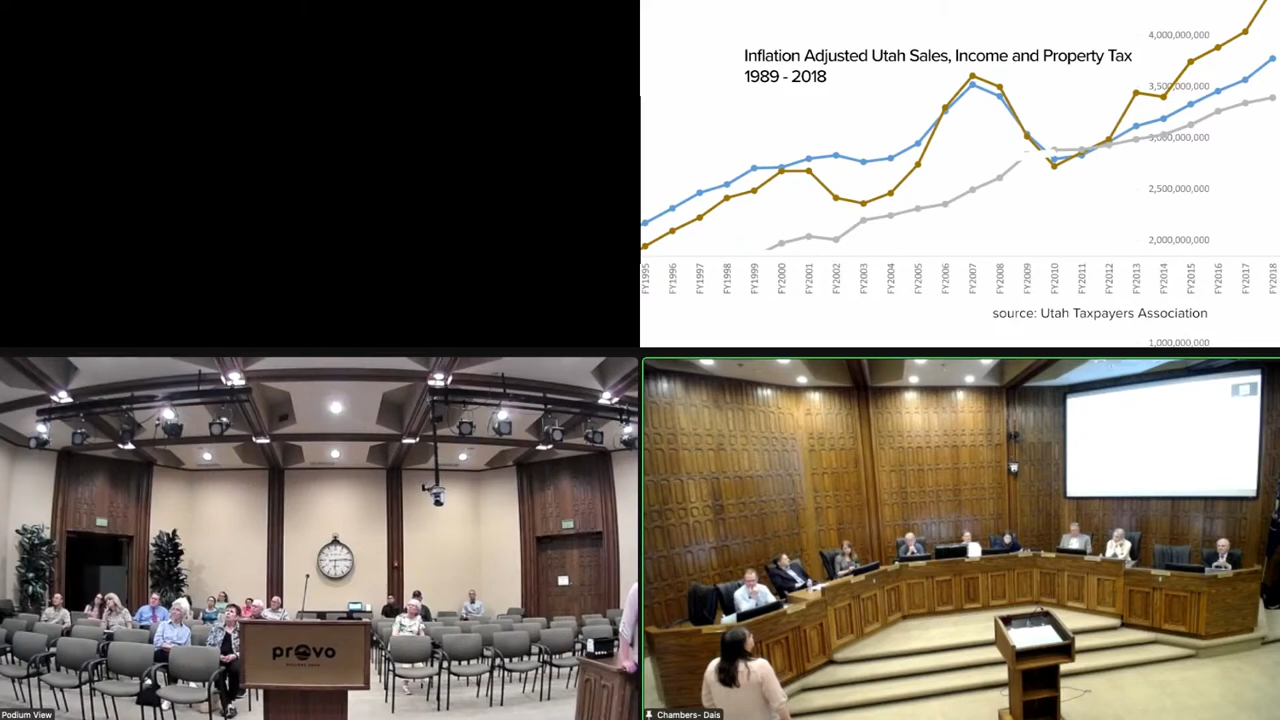 Inflation Adjusted Utah Sales, Income and Property Tax
1989 - 2018
4,000,000,000
3,500,000,000
3,000,000,000
2,500,000,000
2,000,000,000
FY1995
FY1996
FY1997
FY1998
FY1999
FY2000
FY2001
FY2002
FY2003
FY2004
FY2005
FY2006
FY2007
FY2008
FY2009
FY2010
FY2011
FY2012
FY2013
FY2014
FY2015
FY2016
FY2017
FY2018
source: Utah Taxpayers Association
1,000,000,000
provo
Podium View
Chambers- Dais